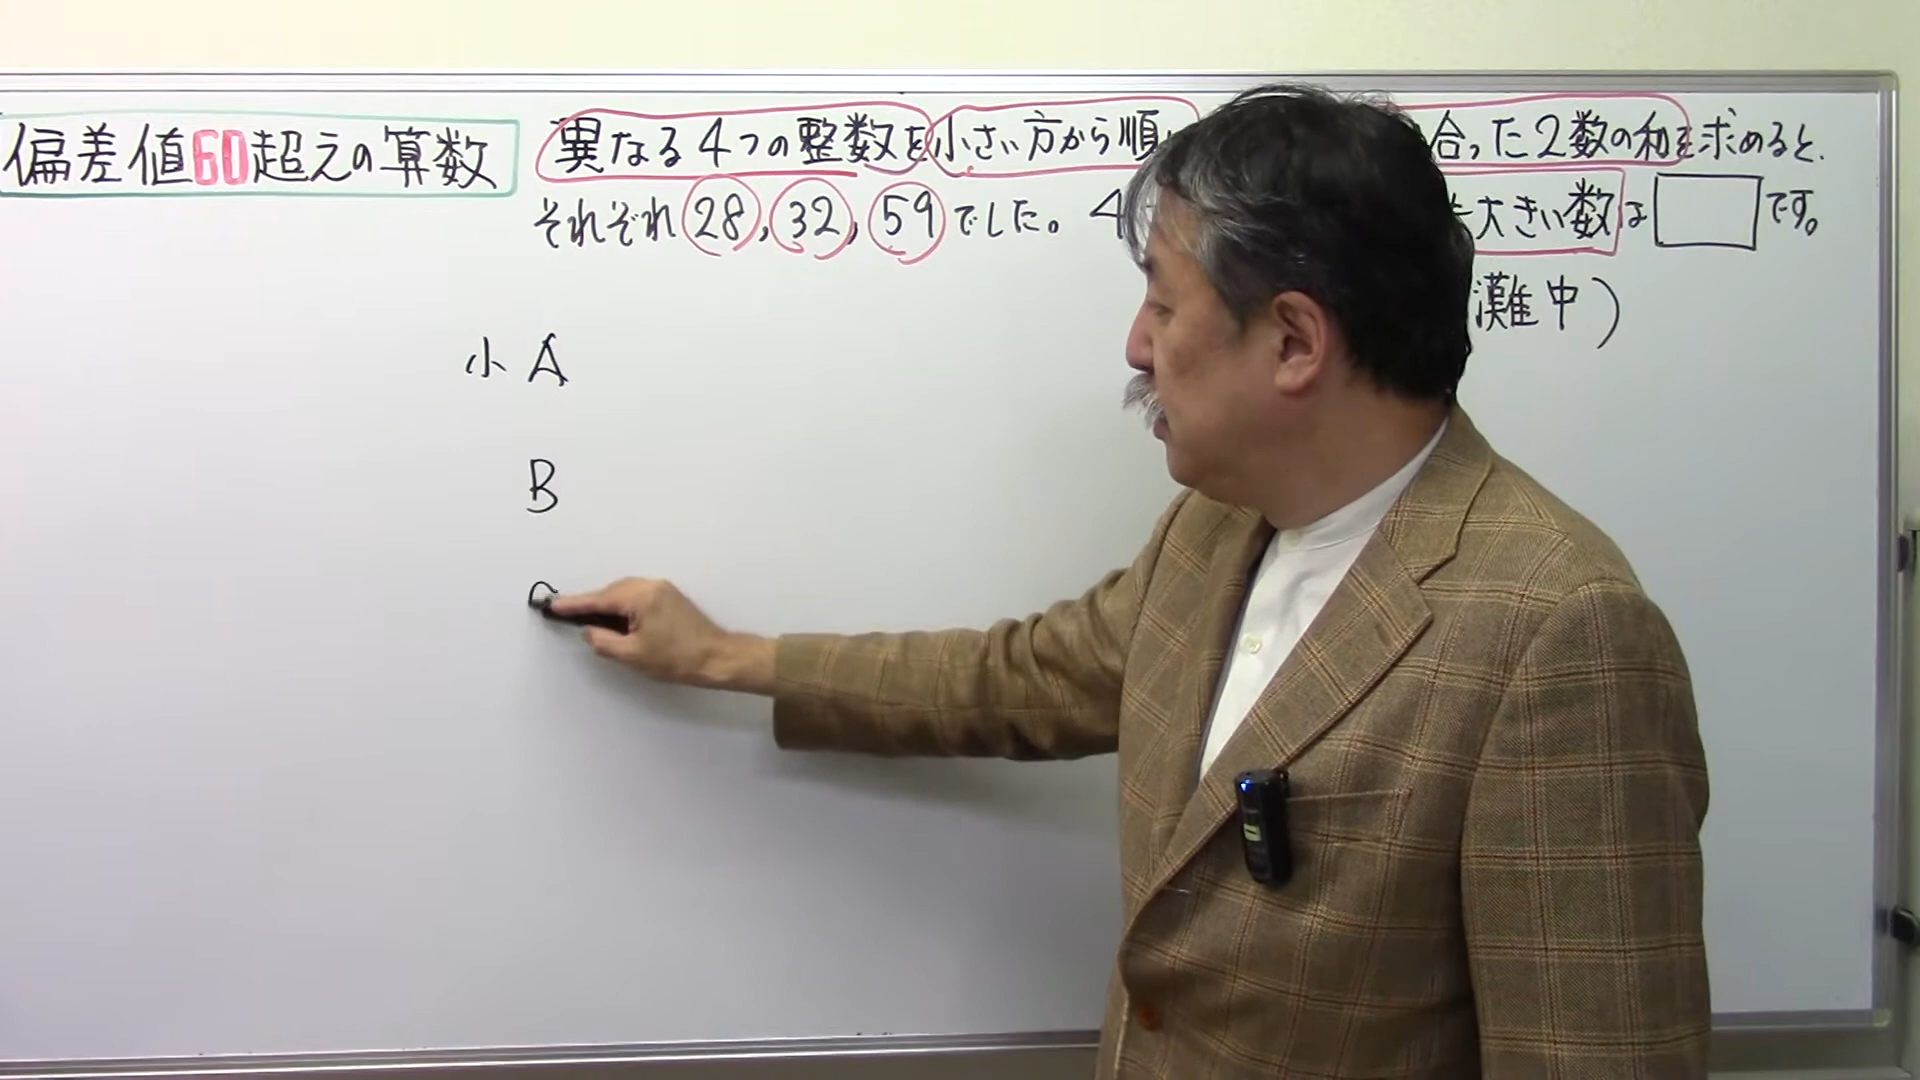 偏差値60超えの算数
異なる4つの整数を小さい方から順 合った2数の和を求めると、
それぞれ28,32,59でした。4 大きい数は です。
灘中)
小 A
B
C